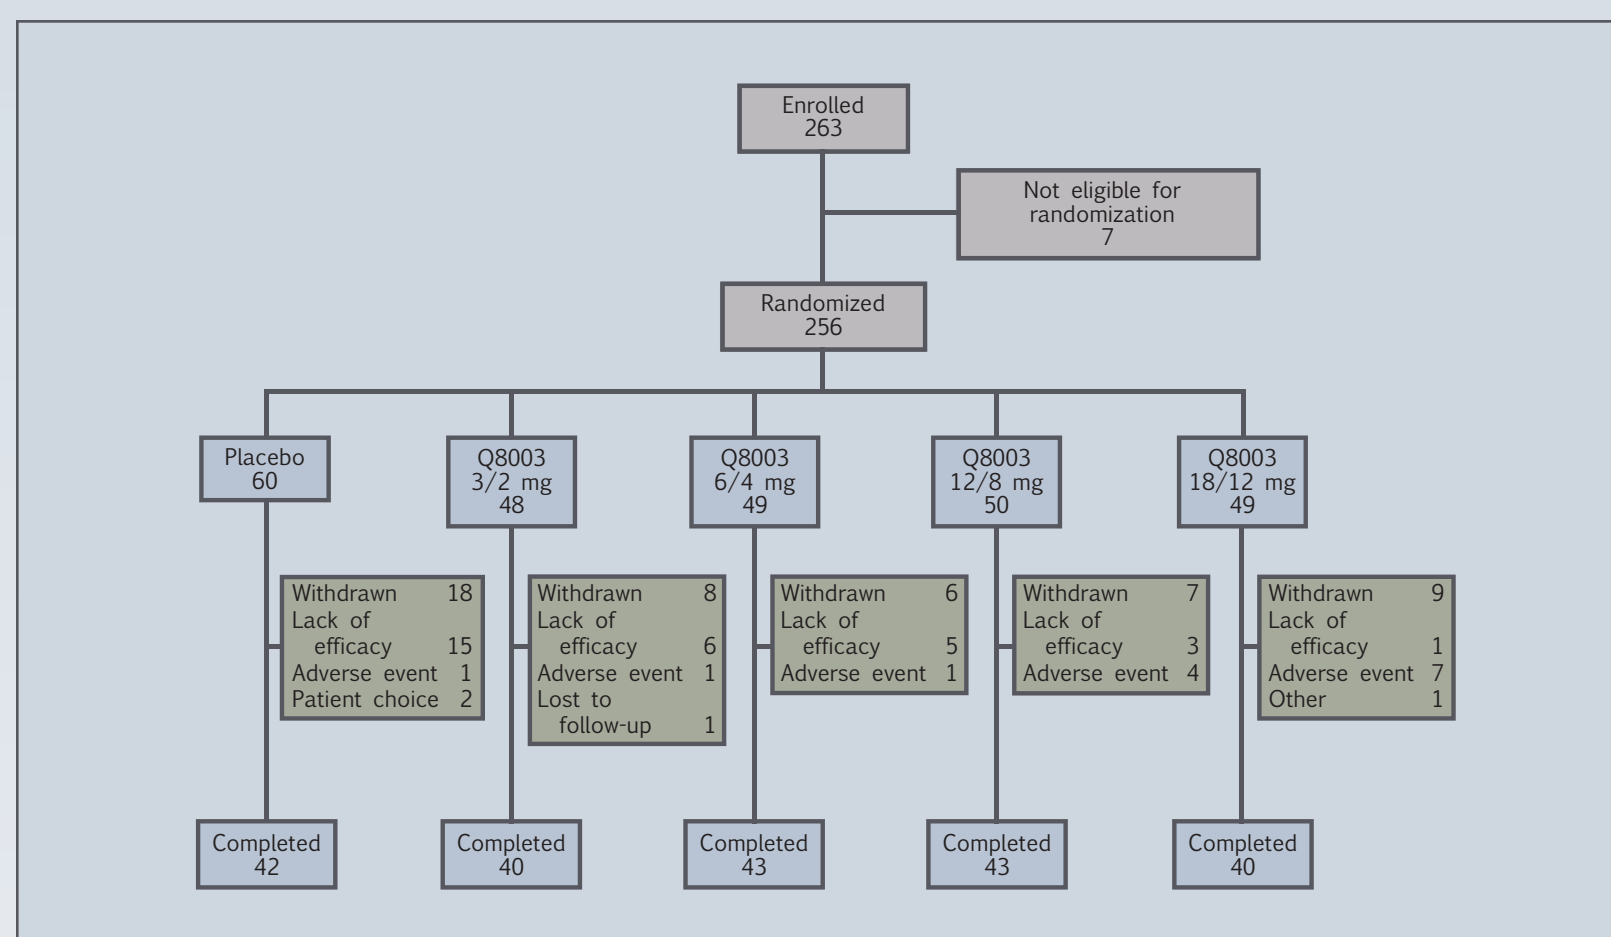 Enrolled
263
Not eligible for
randomization
7
Randomized
256
Placebo
60
Q8003
3/2 mg
48
Q8003
6/4 mg
49
Q8003
12/8 mg
50
Q8003
18/12 mg
49
Withdrawn 18
Lack of
efficacy 15
Adverse event 1
Patient choice 2
Withdrawn 8
Lack of
efficacy 6
Adverse event 1
Lost to
follow-up 1
Withdrawn 6
Lack of
efficacy 5
Adverse event 1
Withdrawn 7
Lack of
efficacy 3
Adverse event 4
Withdrawn 9
Lack of
efficacy 1
Adverse event 7
Other 1
Completed
42
Completed
40
Completed
43
Completed
43
Completed
40